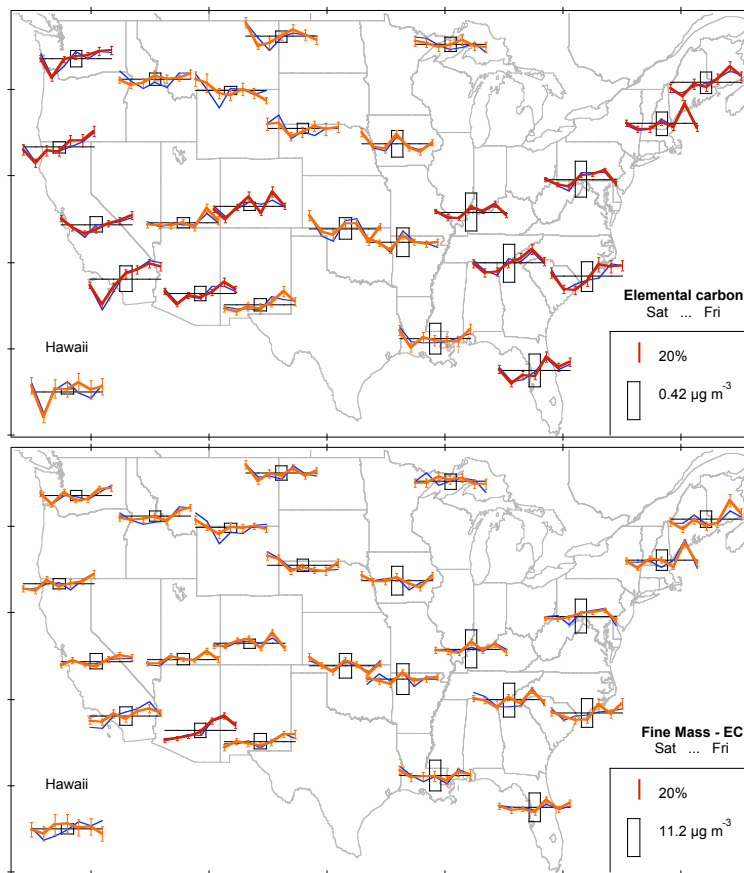 Elemental carbon
Sat ... Fri
20%
0.42 µg m⁻³
Hawaii
Fine Mass - EC
Sat ... Fri
20%
11.2 µg m⁻³
Hawaii